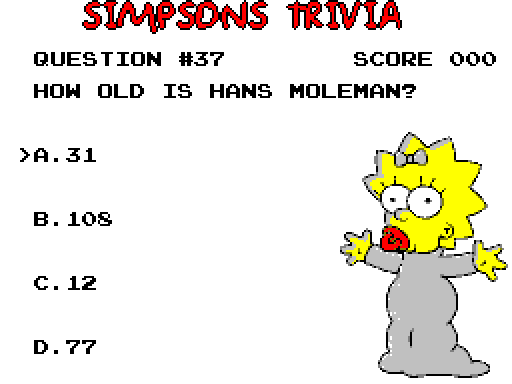 SIMPSONS TRIVIA
QUESTION #37 SCORE 000
HOW OLD IS HANS MOLEMAN?
>A.31
B.108
C.12
D.77